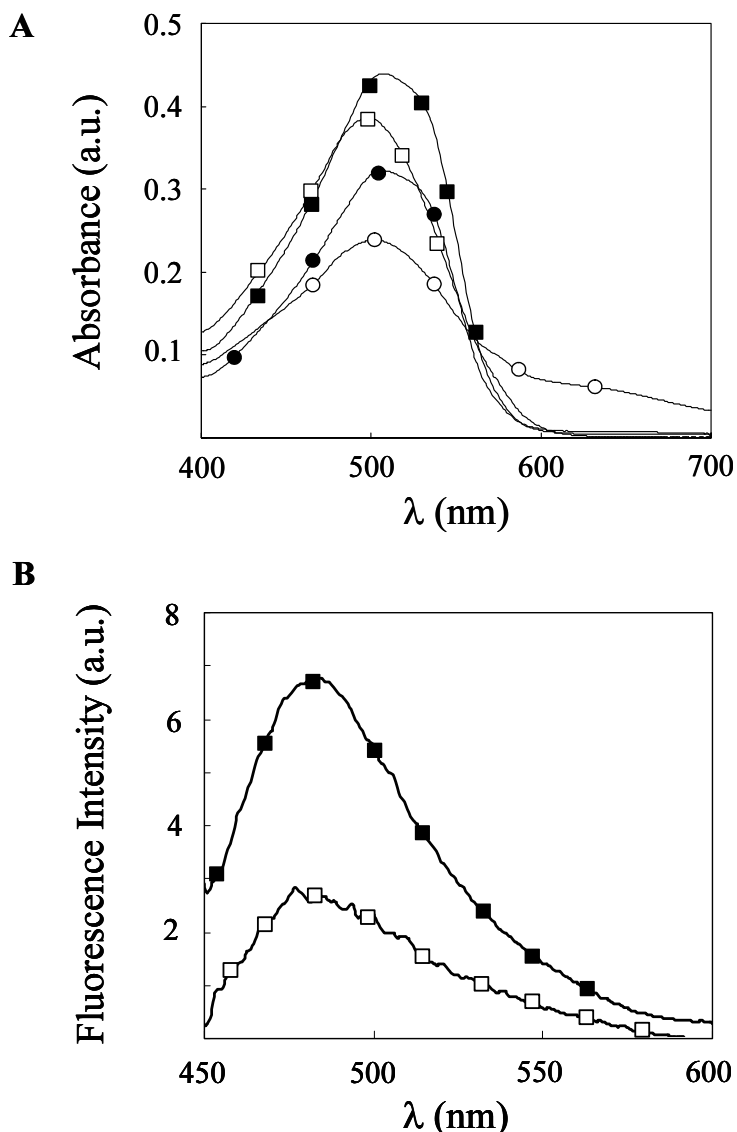 A
Absorbance (a.u.)
0.5
0.4
0.3
0.2
0.1
400 500 600 700
λ (nm)
B
Fluorescence Intensity (a.u.)
8
6
4
2
450 500 550 600
λ (nm)